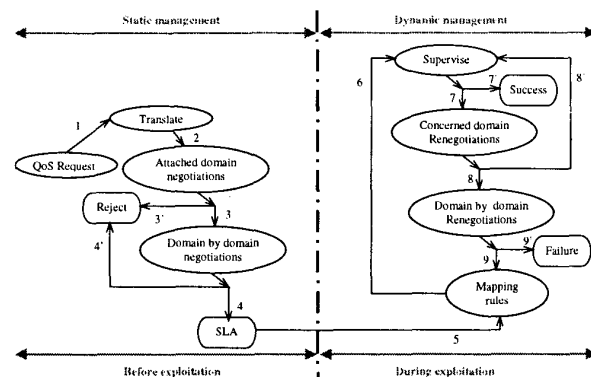 Static management
Dynamic management
Supervise
6
7'
8'
Success
7
1
Translate
2
QoS Request
Attached domain
negotiations
Concerned domain
Renegotiations
8
Reject
3'
3
4'
Domain by domain
negotiations
Domain by domain
Renegotiations
9'
Failure
9
Mapping
rules
4
SLA
5
Before exploitation
During exploitation